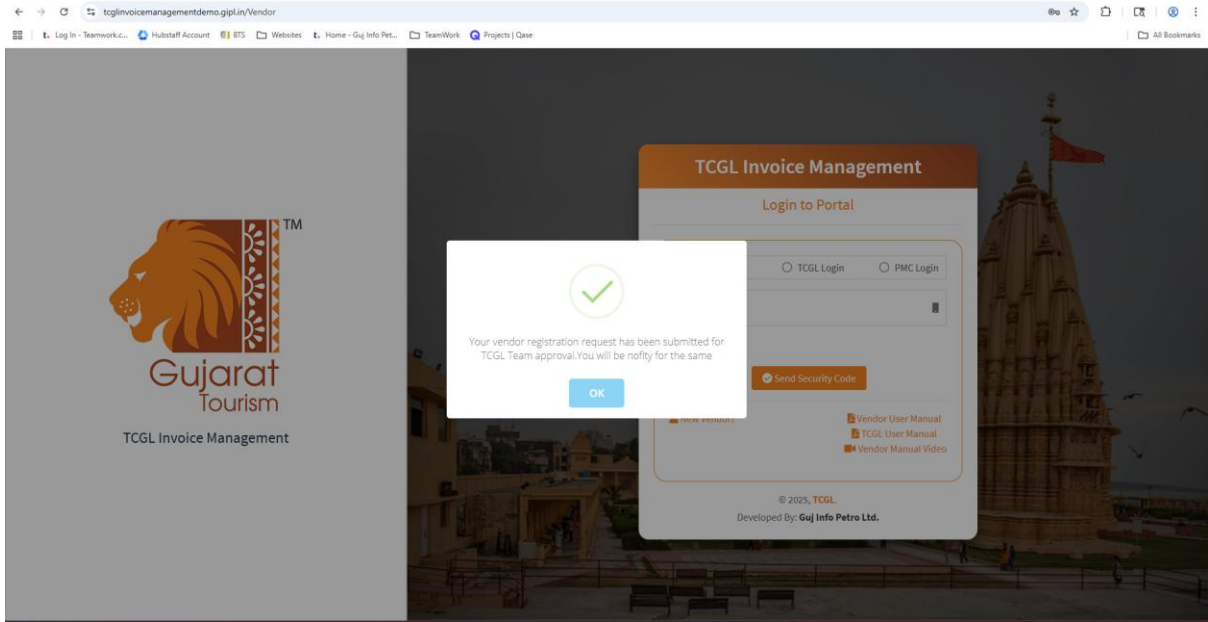 tcglinvoicemanagementdemo.gipl.in/Vendor
Log In - Teamwork.c...
Hubstaff Account
BTS
Websites
Home - Guj Info Pet...
TeamWork
Projects | Qase
All Bookmarks
TM
Gujarat
Tourism
TCGL Invoice Management
TCGL Invoice Management
Login to Portal
TCGL Login
PMC Login
Your vendor registration request has been submitted for
TCGL Team approval.You will be nofity for the same
OK
Send Security Code
New Vendor?
Vendor User Manual
TCGL User Manual
Vendor Manual Video
© 2025, TCGL.
Developed By: Guj Info Petro Ltd.